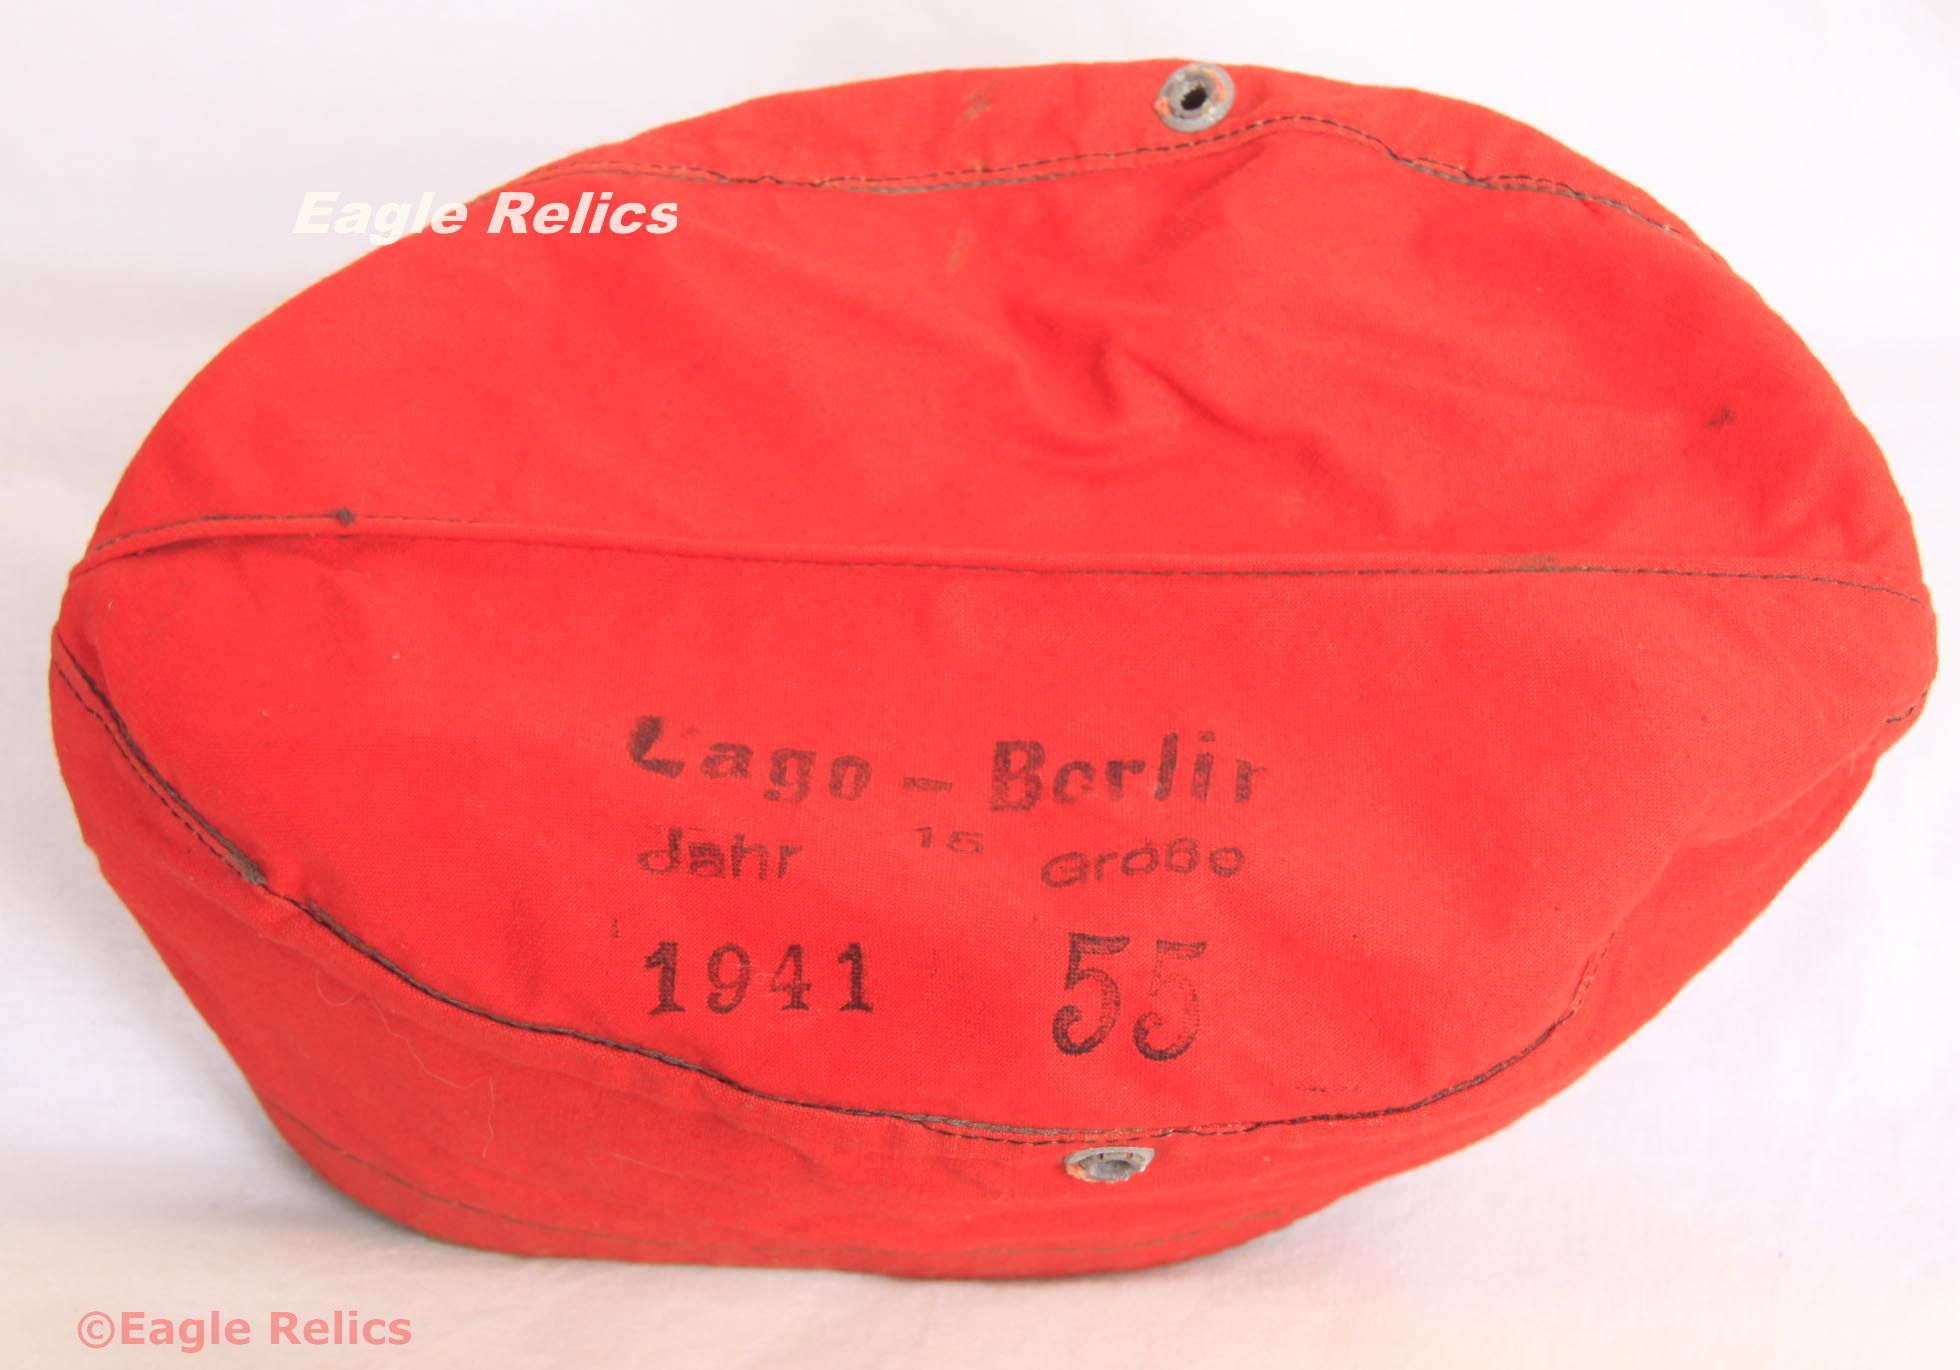 Eagle Relics
Lago - Berlin
Jahr 15 Größe
1941 55
©Eagle Relics